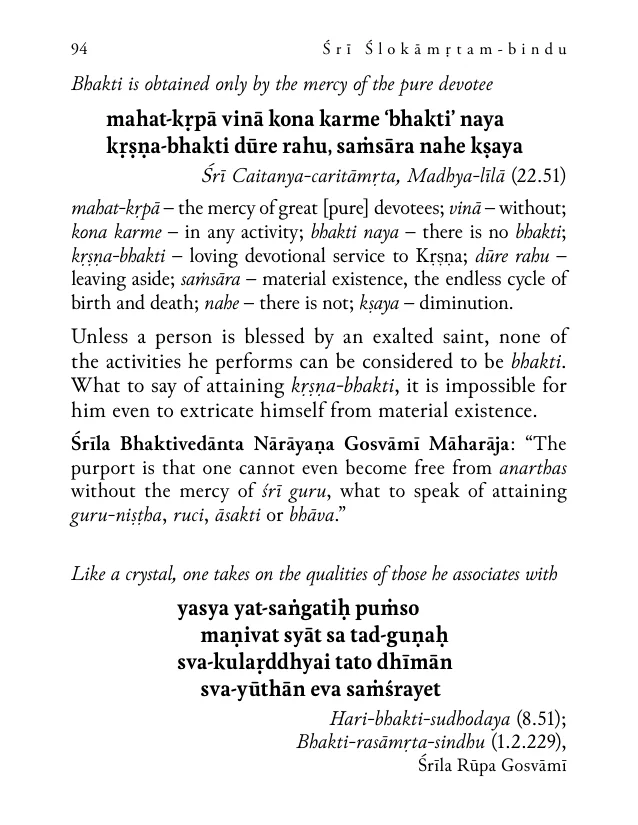 94 Śrī Ślokāmṛtam-bindu
Bhakti is obtained only by the mercy of the pure devotee
mahat-kṛpā vinā kona karme ‘bhakti’ naya
kṛṣṇa-bhakti dūre rahu, saṁsāra nahe kṣaya
Śrī Caitanya-caritāmṛta, Madhya-līlā (22.51)
mahat-kṛpā – the mercy of great [pure] devotees; vinā – without;
kona karme – in any activity; bhakti naya – there is no bhakti;
kṛṣṇa-bhakti – loving devotional service to Kṛṣṇa; dūre rahu –
leaving aside; saṁsāra – material existence, the endless cycle of
birth and death; nahe – there is not; kṣaya – diminution.
Unless a person is blessed by an exalted saint, none of
the activities he performs can be considered to be bhakti.
What to say of attaining kṛṣṇa-bhakti, it is impossible for
him even to extricate himself from material existence.
Śrīla Bhaktivedānta Nārāyaṇa Gosvāmī Māharāja: “The
purport is that one cannot even become free from anarthas
without the mercy of śrī guru, what to speak of attaining
guru-niṣṭha, ruci, āsakti or bhāva.”
Like a crystal, one takes on the qualities of those he associates with
yasya yat-saṅgatiḥ puṁso
maṇivat syāt sa tad-guṇaḥ
sva-kulaṛddhyai tato dhīmān
sva-yūthān eva saṁśrayet
Hari-bhakti-sudhodaya (8.51);
Bhakti-rasāmṛta-sindhu (1.2.229),
Śrīla Rūpa Gosvāmī